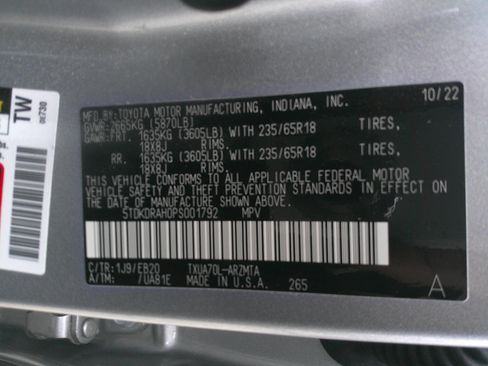 MFD. BY: TOYOTA MOTOR MANUFACTURING, INDIANA, INC. 10/22
GVWR: 2665KG (5870LB)
GAWR: FRT. 1635KG (3605LB) WITH 235/65R18 TIRES,
18X8J RIMS.
RR. 1635KG (3605LB) WITH 235/65R18 TIRES,
18X8J RIMS.
THIS VEHICLE CONFORMS TO ALL APPLICABLE FEDERAL MOTOR
VEHICLE SAFETY AND THEFT PREVENTION STANDARDS IN EFFECT ON
THE DATE OF MANUFACTURE SHOWN ABOVE.
5TDKDRAH0PS001792 MPV
C/TR: 1J9/EB20 TXUA70L-ARZMTA
A/TM: /UA81E MADE IN U.S.A. 265
A
TW
08730